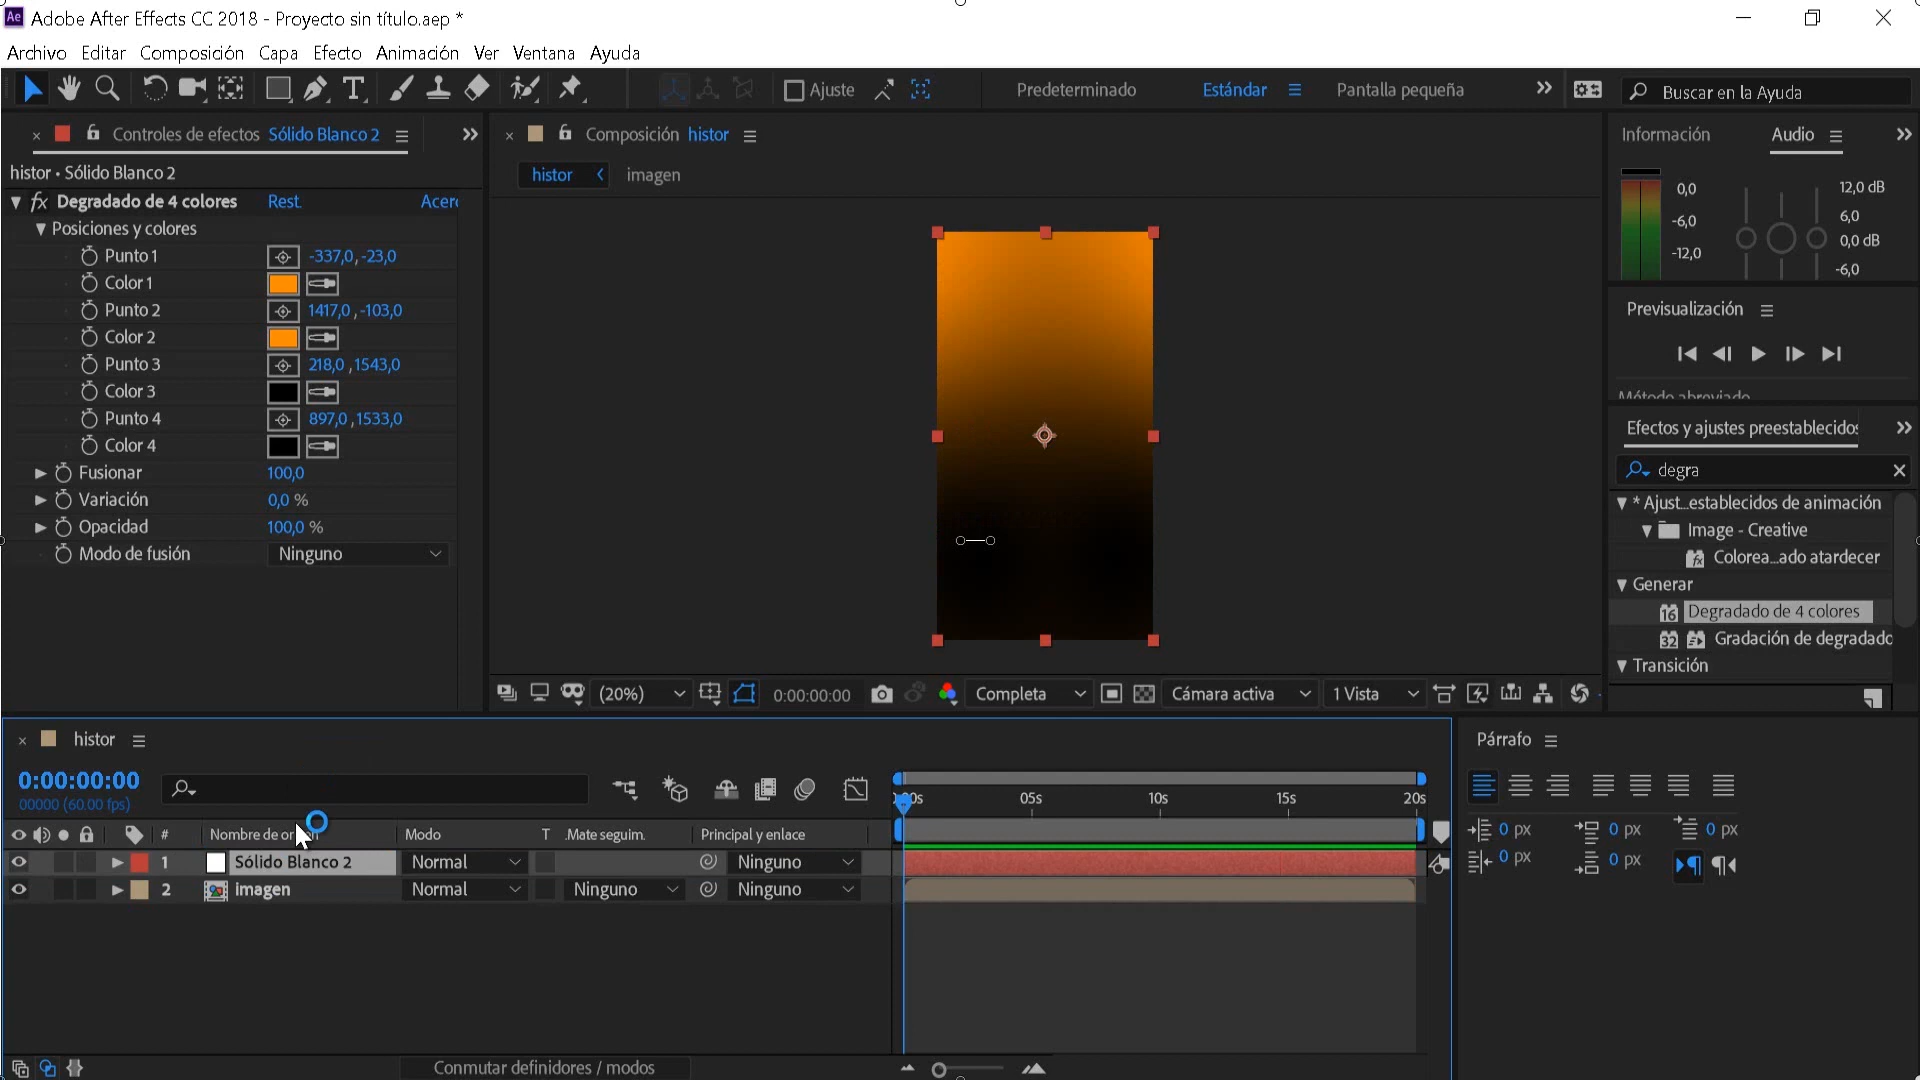 Ae Adobe After Effects CC 2018 - Proyecto sin título.aep *
Archivo Editar Composición Capa Efecto Animación Ver Ventana Ayuda
Ajuste Predeterminado Estándar Pantalla pequeña Buscar en la Ayuda
Controles de efectos Sólido Blanco 2
histor • Sólido Blanco 2
fx Degradado de 4 colores Rest. Acer
Posiciones y colores
Punto 1 -337,0 , -23,0
Color 1
Punto 2 1417,0 , -103,0
Color 2
Punto 3 218,0 , 1543,0
Color 3
Punto 4 897,0 , 1533,0
Color 4
Fusionar 100,0
Variación 0,0 %
Opacidad 100,0 %
Modo de fusión Ninguno
Composición histor
histor imagen
(20%) 0:00:00:00 Completa Cámara activa 1 Vista
Información Audio
0,0 12,0 dB
-6,0 6,0
-12,0 0,0 dB
-6,0
Previsualización
Método abreviado
Efectos y ajustes preestablecidos
degra
* Ajust...establecidos de animación
Image - Creative
Colorea...ado atardecer
Generar
16 Degradado de 4 colores
32 Gradación de degradado
Transición
histor
0:00:00:00
00000 (60.00 fps)
:00s 05s 10s 15s 20s
# Nombre de Modo T .Mate seguim. Principal y enlace
1 Sólido Blanco 2 Normal Ninguno
2 imagen Normal Ninguno Ninguno
Conmutar definidores / modos
Párrafo
0 px 0 px 0 px
0 px 0 px